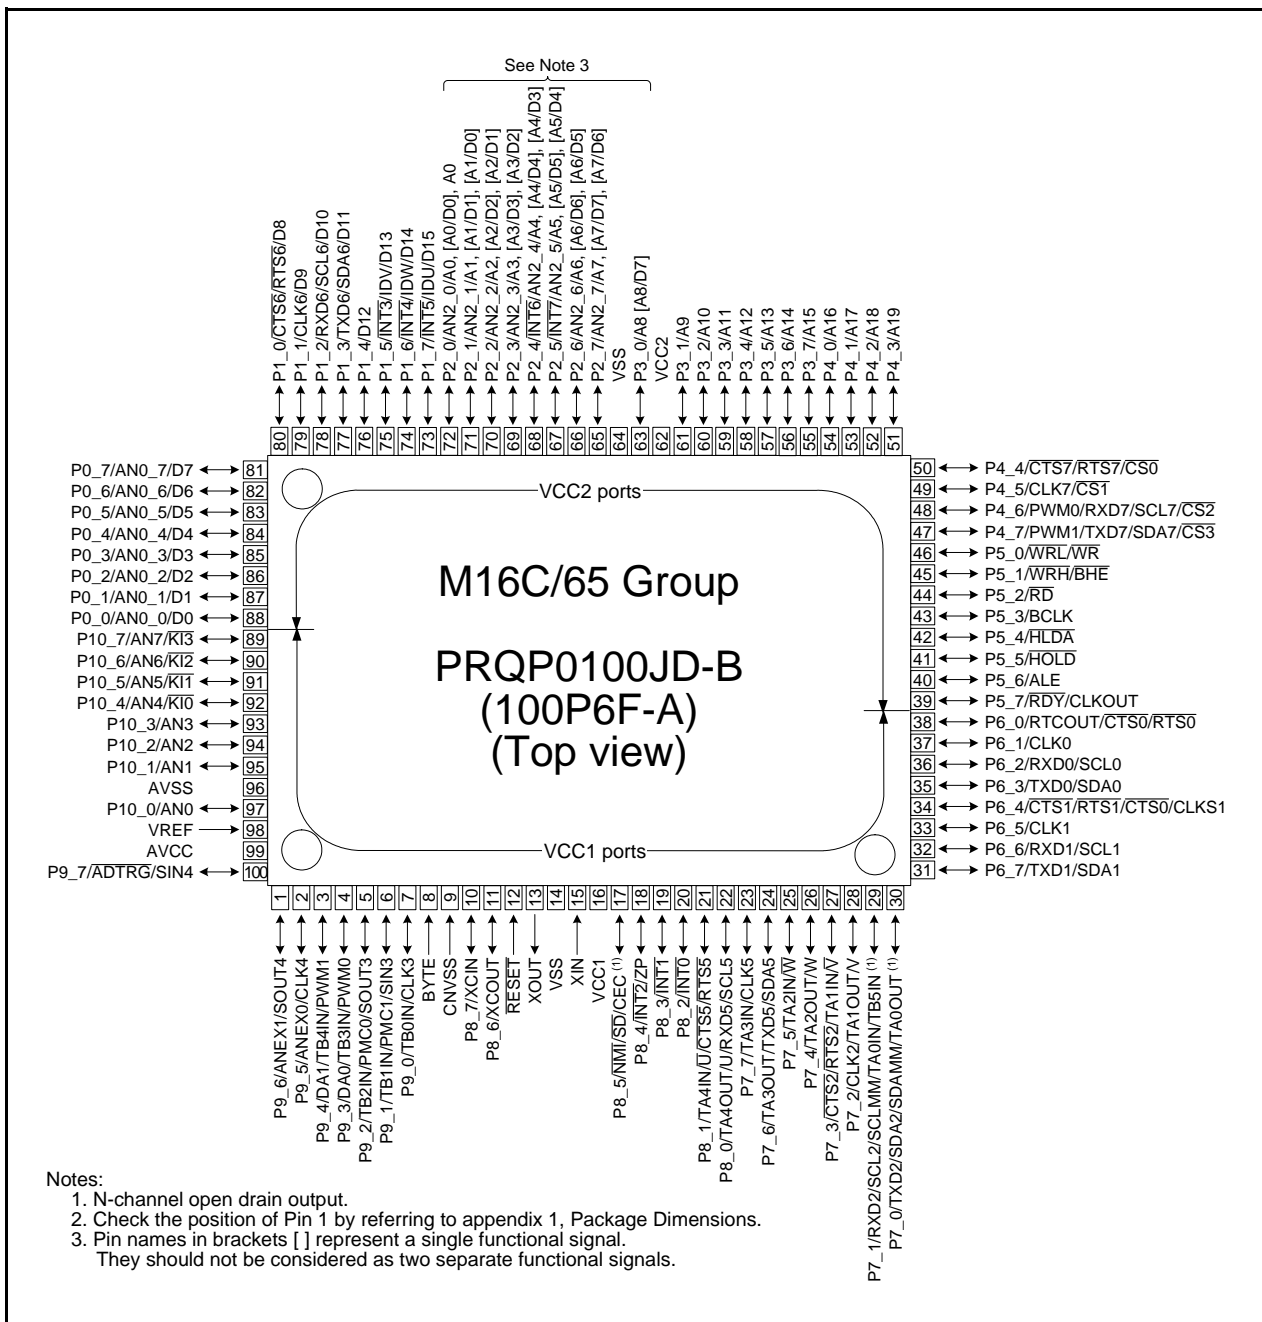 See Note 3
P1_0/CTS6/RTS6/D8
P1_1/CLK6/D9
P1_2/RXD6/SCL6/D10
P1_3/TXD6/SDA6/D11
P1_4/D12
P1_5/INT3/IDV/D13
P1_6/INT4/IDW/D14
P1_7/INT5/IDU/D15
P2_0/AN2_0/A0, [A0/D0], A0
P2_1/AN2_1/A1, [A1/D1], [A1/D0]
P2_2/AN2_2/A2, [A2/D2], [A2/D1]
P2_3/AN2_3/A3, [A3/D3], [A3/D2]
P2_4/INT6/AN2_4/A4, [A4/D4], [A4/D3]
P2_5/INT7/AN2_5/A5, [A5/D5], [A5/D4]
P2_6/AN2_6/A6, [A6/D6], [A6/D5]
P2_7/AN2_7/A7, [A7/D7], [A7/D6]
VSS
P3_0/A8 [A8/D7]
VCC2
P3_1/A9
P3_2/A10
P3_3/A11
P3_4/A12
P3_5/A13
P3_6/A14
P3_7/A15
P4_0/A16
P4_1/A17
P4_2/A18
P4_3/A19
80 79 78 77 76 75 74 73 72 71 70 69 68 67 66 65 64 63 62 61 60 59 58 57 56 55 54 53 52 51
P0_7/AN0_7/D7 81
P0_6/AN0_6/D6 82
P0_5/AN0_5/D5 83
P0_4/AN0_4/D4 84
P0_3/AN0_3/D3 85
P0_2/AN0_2/D2 86
P0_1/AN0_1/D1 87
P0_0/AN0_0/D0 88
P10_7/AN7/KI3 89
P10_6/AN6/KI2 90
P10_5/AN5/KI1 91
P10_4/AN4/KI0 92
P10_3/AN3 93
P10_2/AN2 94
P10_1/AN1 95
AVSS 96
P10_0/AN0 97
VREF 98
AVCC 99
P9_7/ADTRG/SIN4 100
VCC2 ports
M16C/65 Group
PRQP0100JD-B
(100P6F-A)
(Top view)
VCC1 ports
50 P4_4/CTS7/RTS7/CS0
49 P4_5/CLK7/CS1
48 P4_6/PWM0/RXD7/SCL7/CS2
47 P4_7/PWM1/TXD7/SDA7/CS3
46 P5_0/WRL/WR
45 P5_1/WRH/BHE
44 P5_2/RD
43 P5_3/BCLK
42 P5_4/HLDA
41 P5_5/HOLD
40 P5_6/ALE
39 P5_7/RDY/CLKOUT
38 P6_0/RTCOUT/CTS0/RTS0
37 P6_1/CLK0
36 P6_2/RXD0/SCL0
35 P6_3/TXD0/SDA0
34 P6_4/CTS1/RTS1/CTS0/CLKS1
33 P6_5/CLK1
32 P6_6/RXD1/SCL1
31 P6_7/TXD1/SDA1
1 2 3 4 5 6 7 8 9 10 11 12 13 14 15 16 17 18 19 20 21 22 23 24 25 26 27 28 29 30
P9_6/ANEX1/SOUT4
P9_5/ANEX0/CLK4
P9_4/DA1/TB4IN/PWM1
P9_3/DA0/TB3IN/PWM0
P9_2/TB2IN/PMC0/SOUT3
P9_1/TB1IN/PMC1/SIN3
P9_0/TB0IN/CLK3
BYTE
CNVSS
P8_7/XCIN
P8_6/XCOUT
RESET
XOUT
VSS
XIN
VCC1
P8_5/NMI/SD/CEC (1)
P8_4/INT2/ZP
P8_3/INT1
P8_2/INT0
P8_1/TA4IN/U/CTS5/RTS5
P8_0/TA4OUT/U/RXD5/SCL5
P7_7/TA3IN/CLK5
P7_6/TA3OUT/TXD5/SDA5
P7_5/TA2IN/W
P7_4/TA2OUT/W
P7_3/CTS2/RTS2/TA1IN/V
P7_2/CLK2/TA1OUT/V
P7_1/RXD2/SCL2/SCLMM/TA0IN/TB5IN (1)
P7_0/TXD2/SDA2/SDAMM/TA0OUT (1)
Notes:
1. N-channel open drain output.
2. Check the position of Pin 1 by referring to appendix 1, Package Dimensions.
3. Pin names in brackets [ ] represent a single functional signal.
They should not be considered as two separate functional signals.